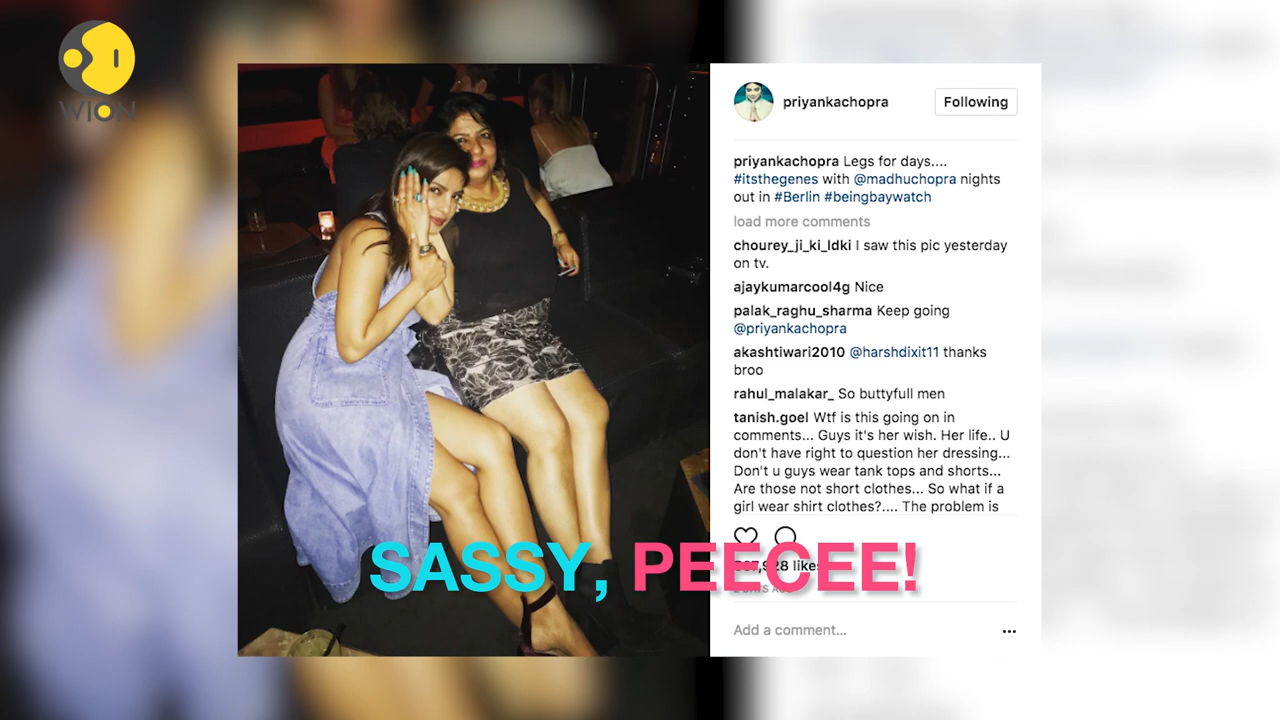 WION
priyankachopra
Following
priyankachopra Legs for days....
#itsthegenes with @madhuchopra nights
out in #Berlin #beingbaywatch
load more comments
chourey_ji_ki_ldki I saw this pic yesterday
on tv.
ajaykumarcool4g Nice
palak_raghu_sharma Keep going
@priyankachopra
akashtiwari2010 @harshdixit11 thanks
broo
rahul_malakar_ So buttyfull men
tanish.goel Wtf is this going on in
comments... Guys it's her wish. Her life.. U
don't have right to question her dressing...
Don't u guys wear tank tops and shorts...
Are those not short clothes... So what if a
girl wear shirt clothes?.... The problem is
SASSY, PEECEE!
likes
Add a comment...